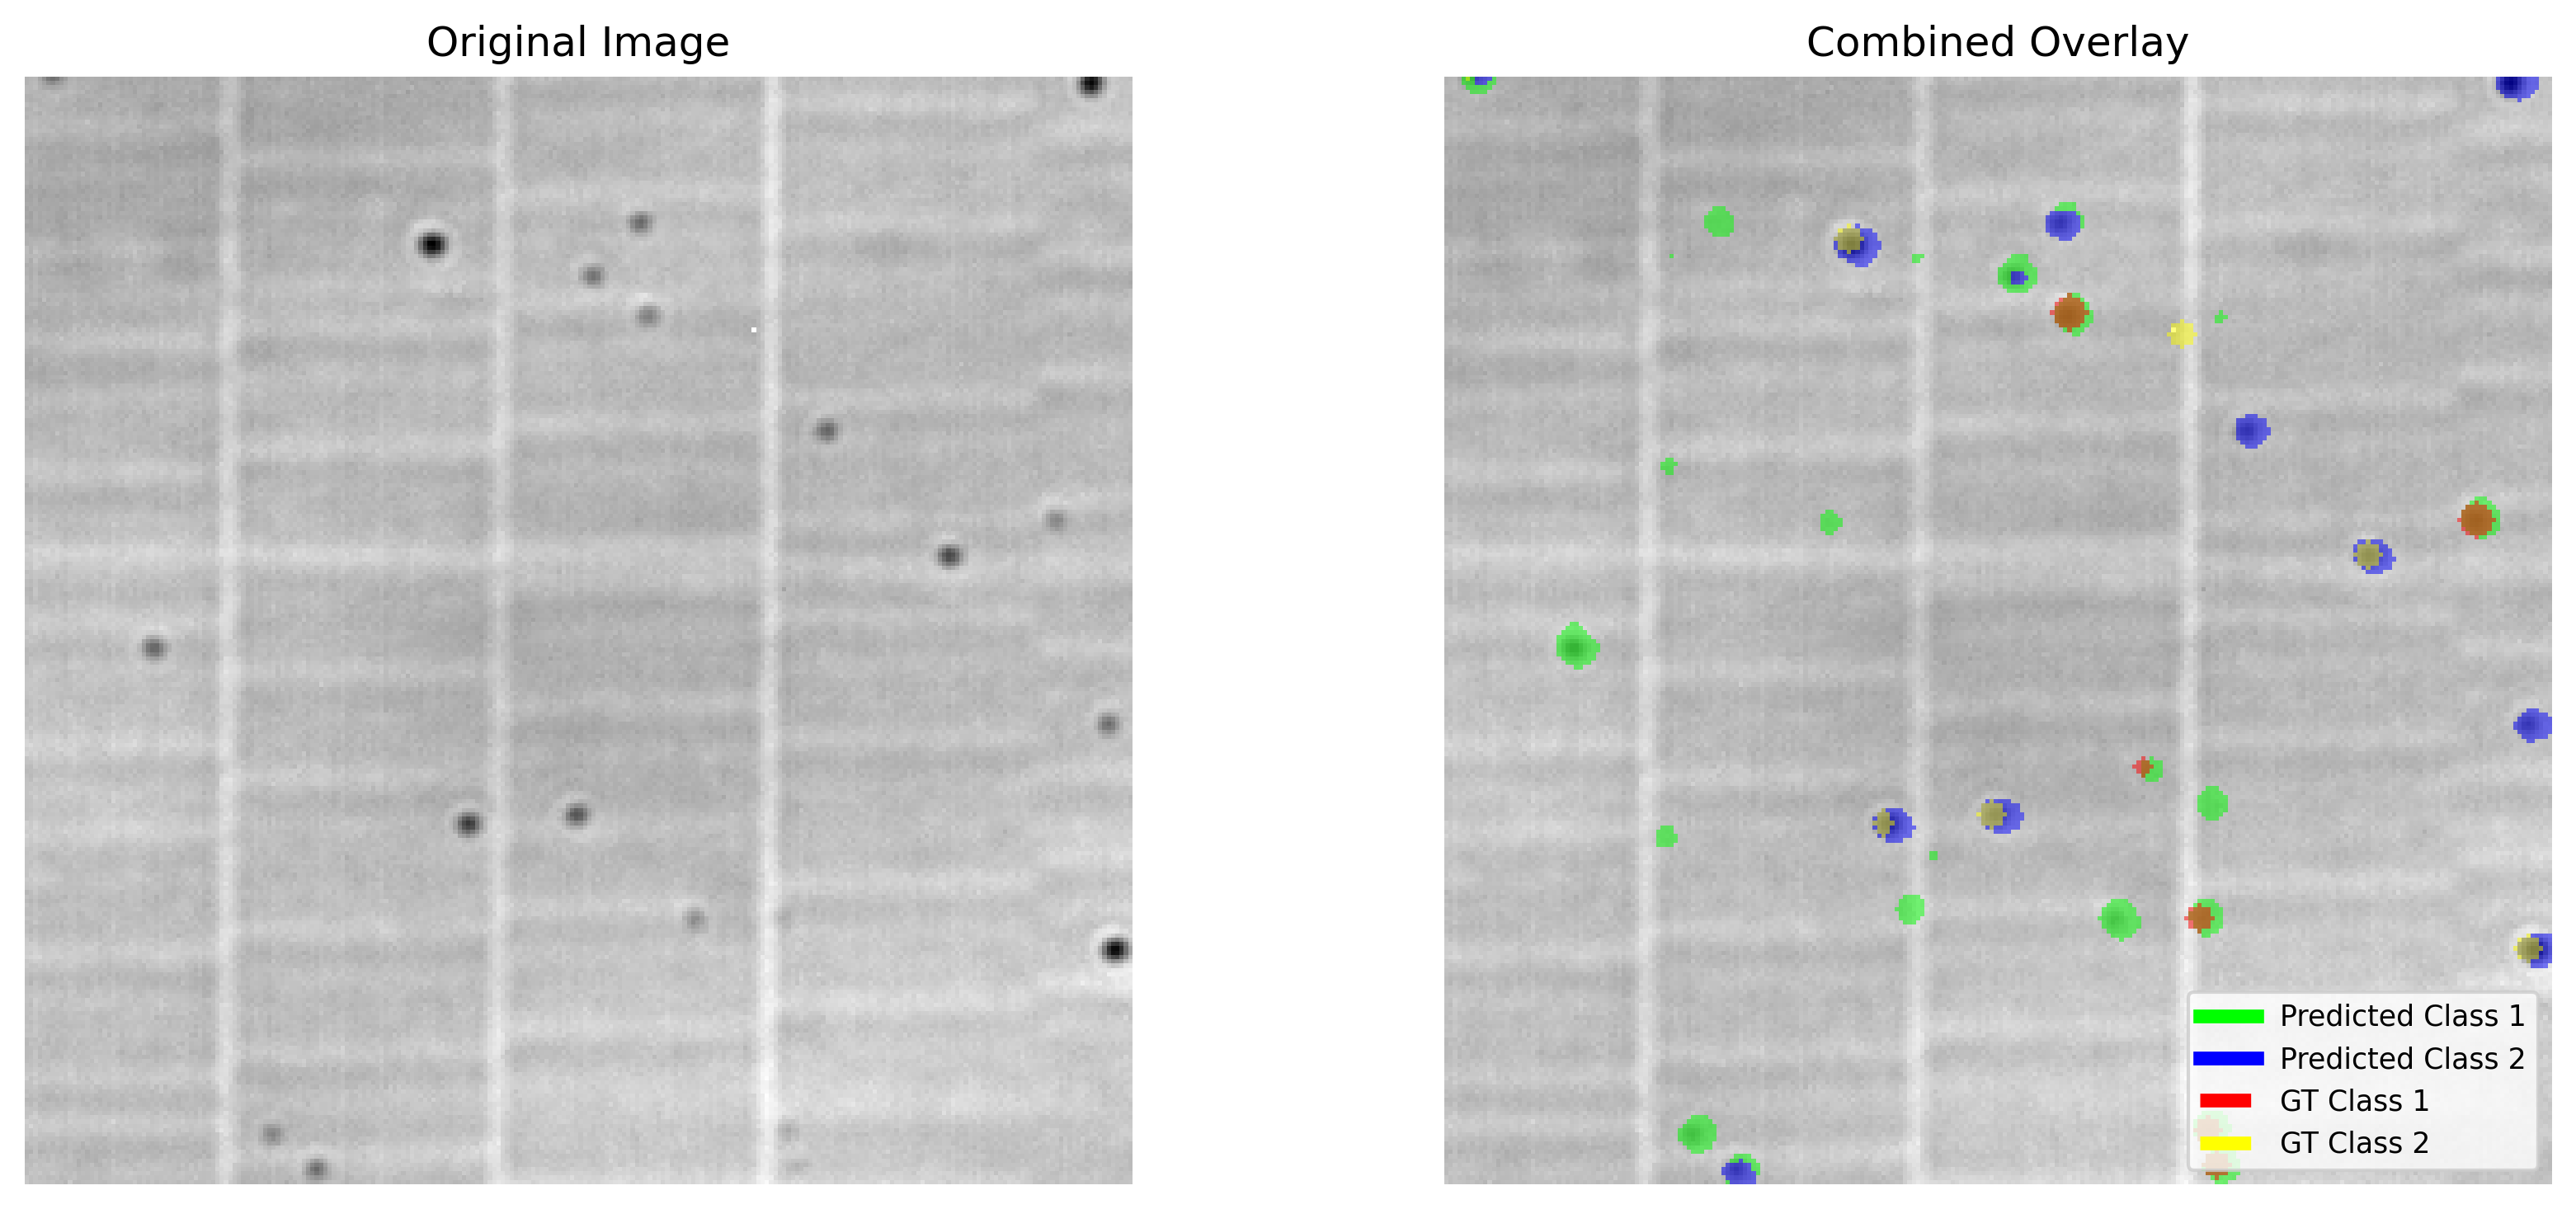 Original Image
Combined Overlay
Predicted Class 1
Predicted Class 2
GT Class 1
GT Class 2